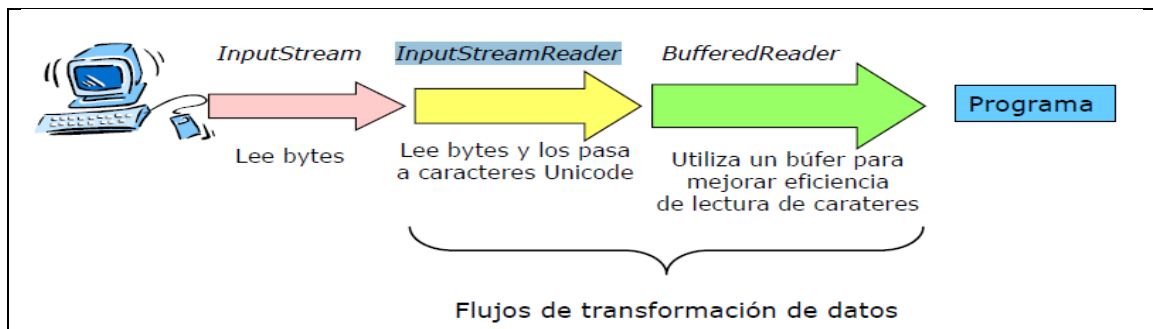 InputStream
InputStreamReader
BufferedReader
Programa
Lee bytes
Lee bytes y los pasa
a caracteres Unicode
Utiliza un búfer para
mejorar eficiencia
de lectura de carateres
Flujos de transformación de datos